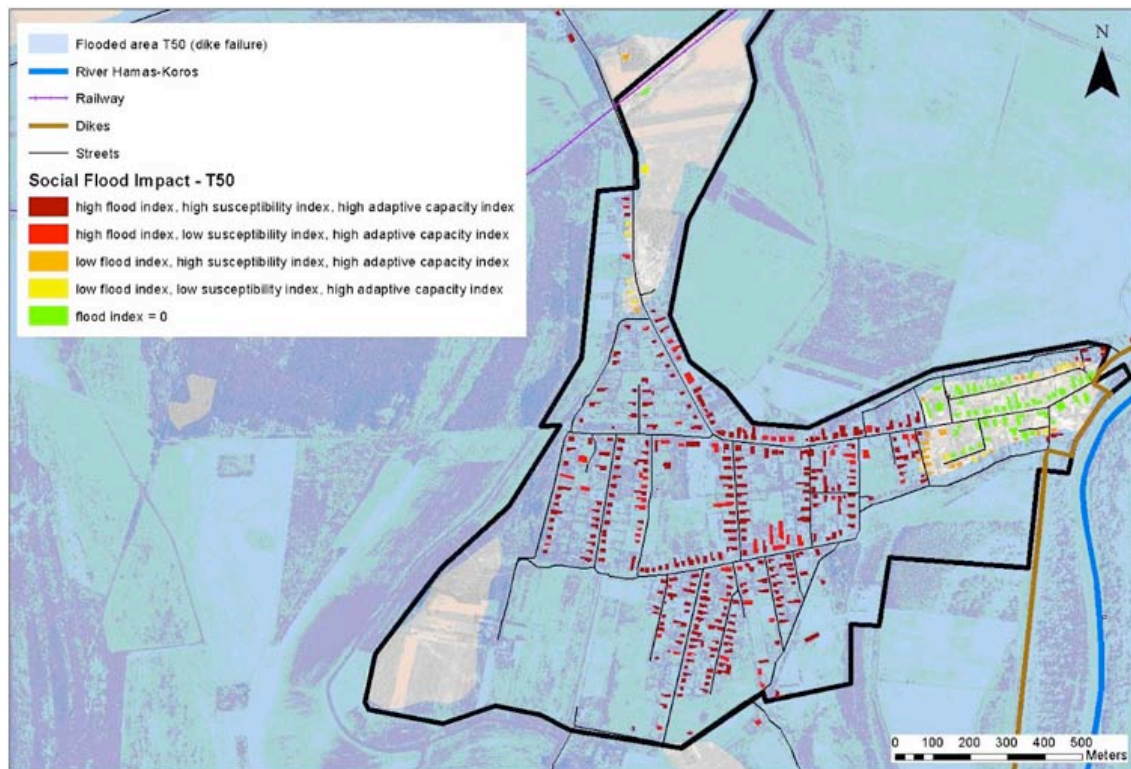 Flooded area T50 (dike failure)
River Hamas-Koros
Railway
Dikes
Streets
Social Flood Impact - T50
high flood index, high susceptibility index, high adaptive capacity index
high flood index, low susceptibility index, high adaptive capacity index
low flood index, high susceptibility index, high adaptive capacity index
low flood index, low susceptibility index, high adaptive capacity index
flood index = 0
N
0 100 200 300 400 500
Meters